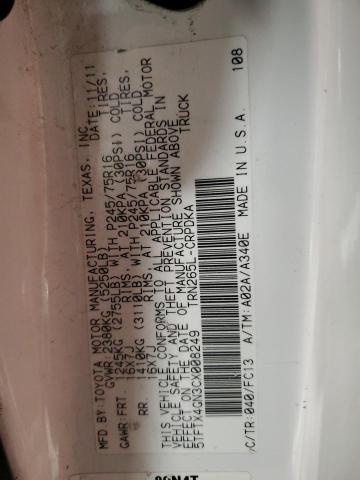 MFD BY: TOYOTA MOTOR MANUFACTURING, TEXAS, INC.
GVWR: 2380KG (5250LB) DATE: 11/11
GAWR: FRT. 1245KG (2755LB) WITH P245/75R16 TIRES,
16X7J RIMS, AT 210KPA (30PSI) COLD
RR. 1410KG (3110LB) WITH P245/75R16 TIRES,
16X7J RIMS, AT 210KPA (30PSI) COLD
THIS VEHICLE CONFORMS TO ALL APPLICABLE FEDERAL MOTOR
VEHICLE SAFETY AND THEFT PREVENTION STANDARDS IN
EFFECT ON THE DATE OF MANUFACTURE SHOWN ABOVE.
5TFTX4GN3CX008249 TRUCK
TRN265L-CRPDKA
C/TR: 040/FC13 A/TM: A02A/A340E MADE IN U.S.A. 108